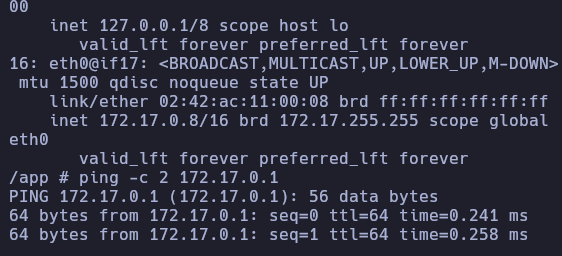 00
    inet 127.0.0.1/8 scope host lo
       valid_lft forever preferred_lft forever
16: eth0@if17: <BROADCAST,MULTICAST,UP,LOWER_UP,M-DOWN>
 mtu 1500 qdisc noqueue state UP
    link/ether 02:42:ac:11:00:08 brd ff:ff:ff:ff:ff:ff
    inet 172.17.0.8/16 brd 172.17.255.255 scope global
eth0
       valid_lft forever preferred_lft forever
/app # ping -c 2 172.17.0.1
PING 172.17.0.1 (172.17.0.1): 56 data bytes
64 bytes from 172.17.0.1: seq=0 ttl=64 time=0.241 ms
64 bytes from 172.17.0.1: seq=1 ttl=64 time=0.258 ms